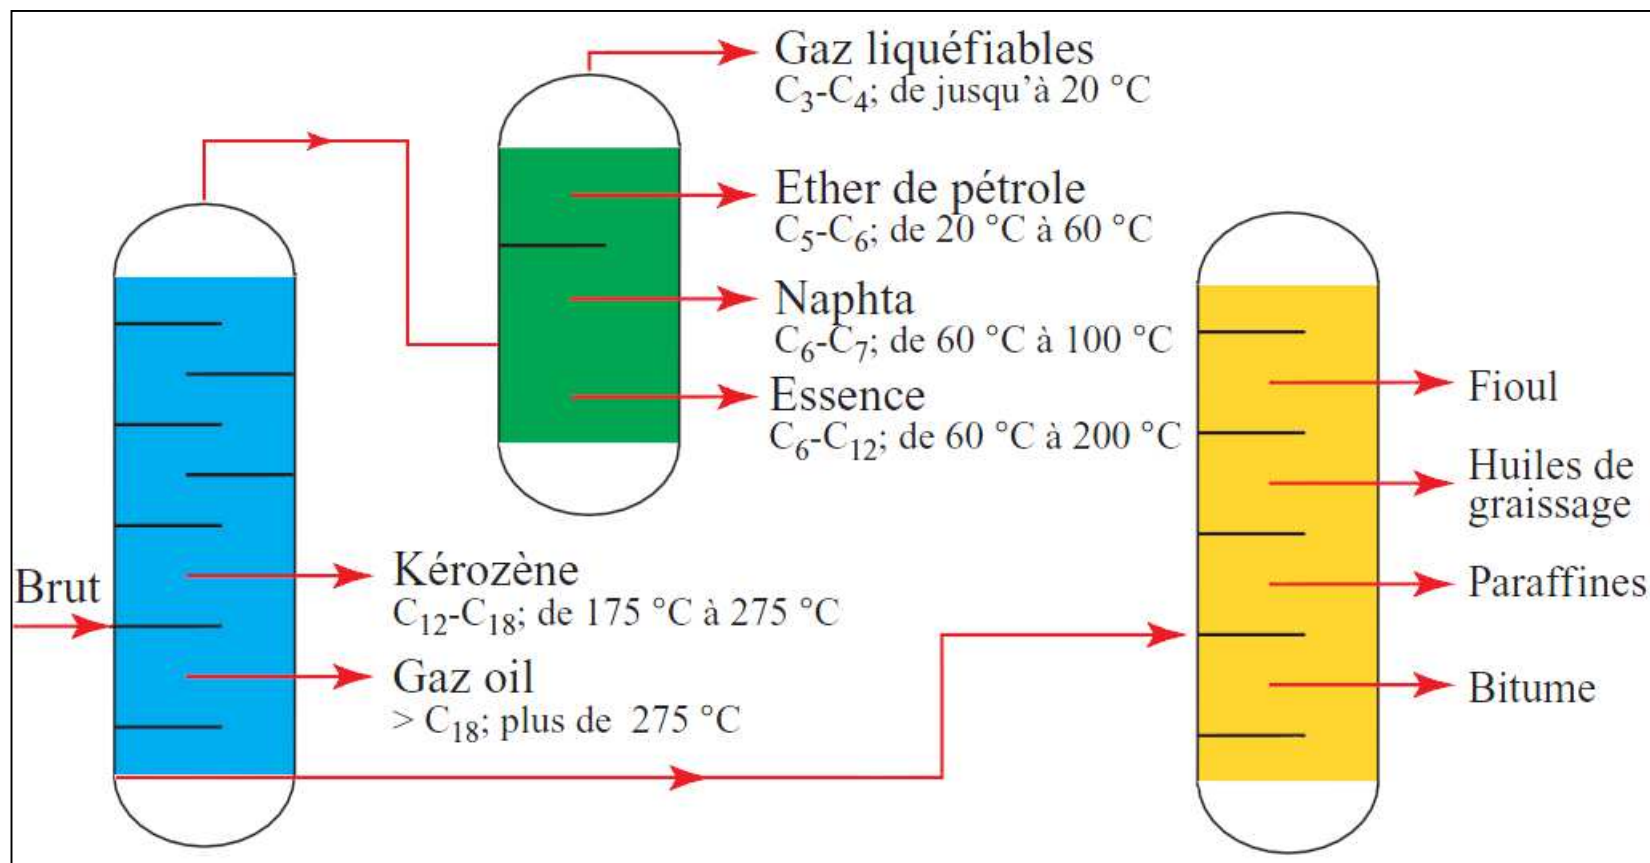 Gaz liquéfiables
C₃-C₄; de jusqu’à 20 °C
Ether de pétrole
C₅-C₆; de 20 °C à 60 °C
Naphta
C₆-C₇; de 60 °C à 100 °C
Essence
C₆-C₁₂; de 60 °C à 200 °C
Brut
Kérozène
C₁₂-C₁₈; de 175 °C à 275 °C
Gaz oil
> C₁₈; plus de 275 °C
Fioul
Huiles de
graissage
Paraffines
Bitume